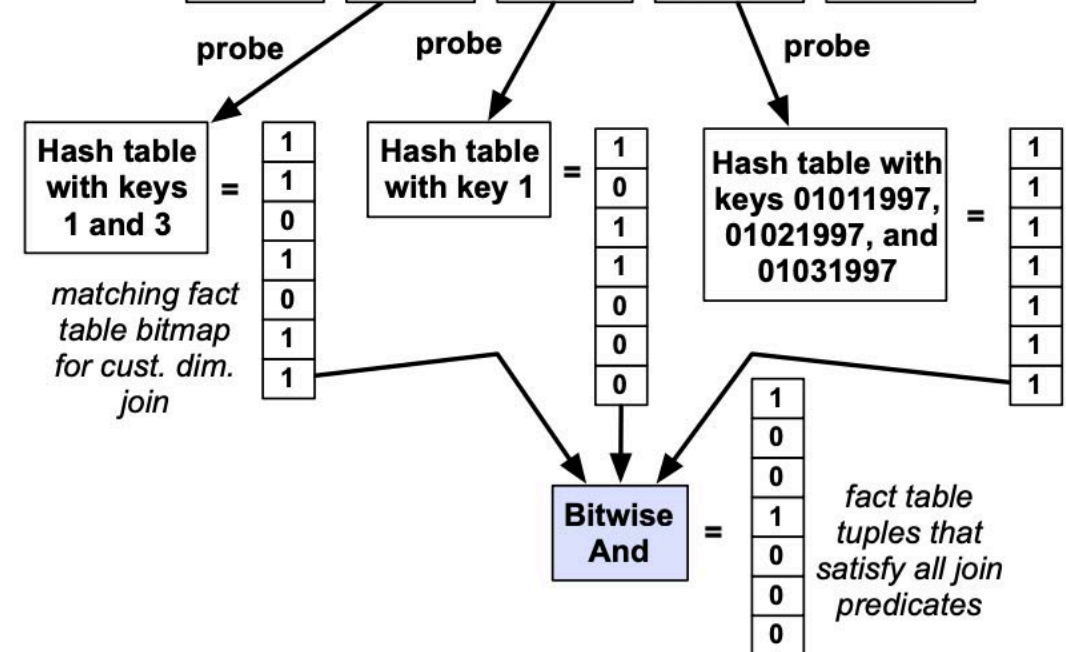 probe
probe
probe
Hash table
with keys
1 and 3
=
1
1
0
1
0
1
1
matching fact
table bitmap
for cust. dim.
join
Hash table
with key 1
=
1
0
1
1
0
0
0
Hash table with
keys 01011997,
01021997, and
01031997
=
1
1
1
1
1
1
1
Bitwise
And
=
1
0
0
1
0
0
0
fact table
tuples that
satisfy all join
predicates